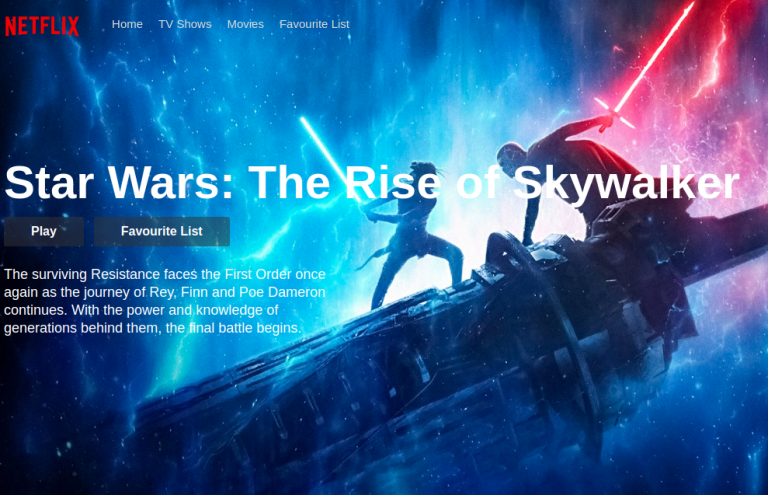 NETFLIX
Home TV Shows Movies Favourite List
Star Wars: The Rise of Skywalker
Play Favourite List
The surviving Resistance faces the First Order once
again as the journey of Rey, Finn and Poe Dameron
continues. With the power and knowledge of
generations behind them, the final battle begins.